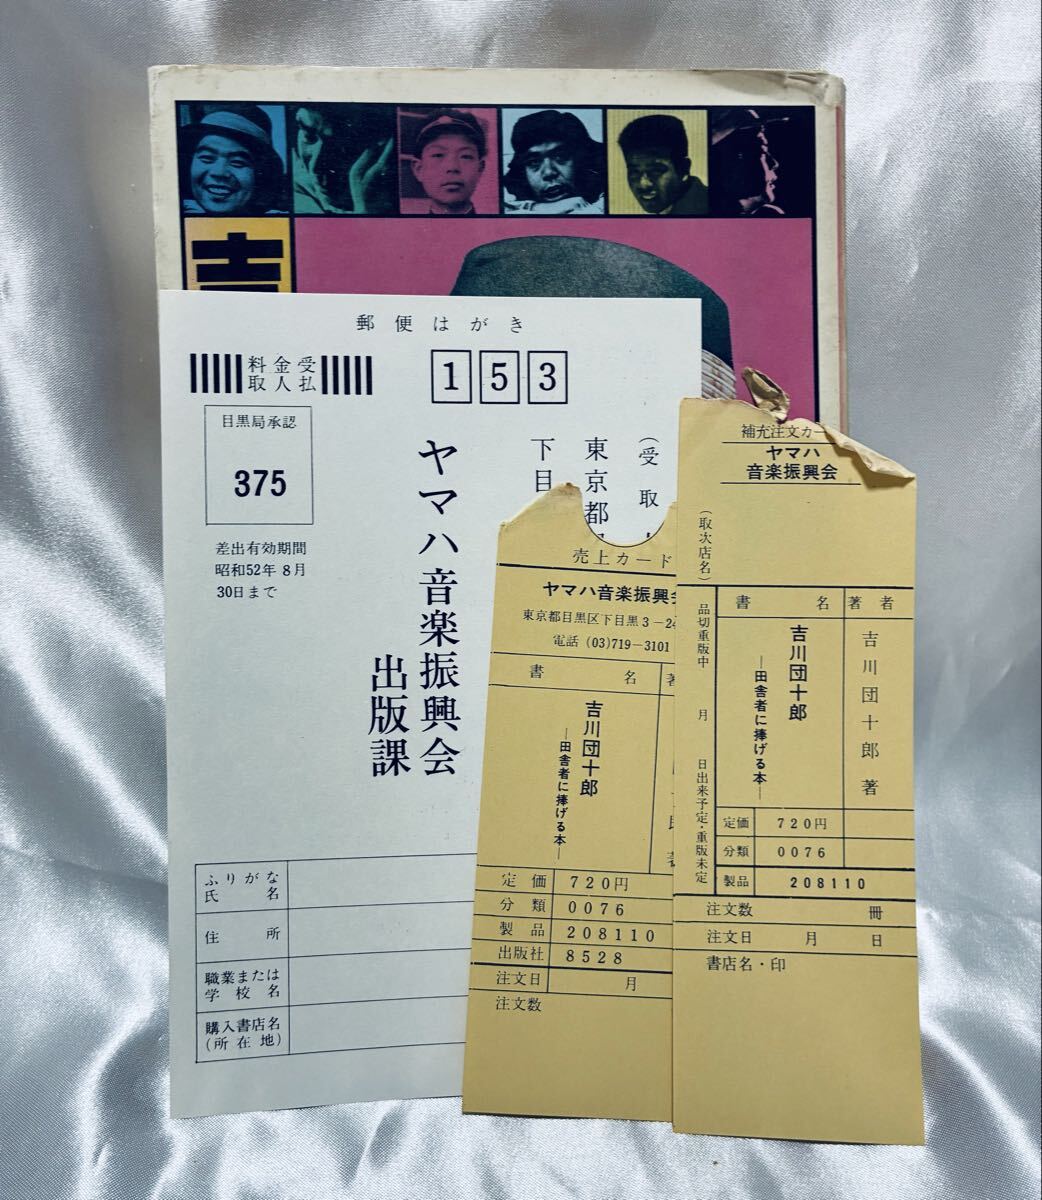 吉
郵便はがき
料金受
取人払
153
目黒局承認
375
差出有効期間
昭和52年8月
30日まで
(受取
東京都
下目
ヤマハ音楽振興会
出版課
ふりがな
氏名
住所
職業または
学校名
購入書店名
(所在地)
売上カード
ヤマハ音楽振興会
東京都目黒区下目黒3-24
電話(03)719-3101
書名
著
吉川団十郎
―田舎者に捧げる本―
定価 720円
分類 0076
製品 208110
出版社 8528
注文日 月
注文数
補充注文カー
ヤマハ
音楽振興会
(取次店名)
品切重版中 月 日出来予定・重版未定
書名 著者
吉川団十郎
―田舎者に捧げる本―
吉川団十郎著
定価 720円
分類 0076
製品 208110
注文数 冊
注文日 月 日
書店名・印